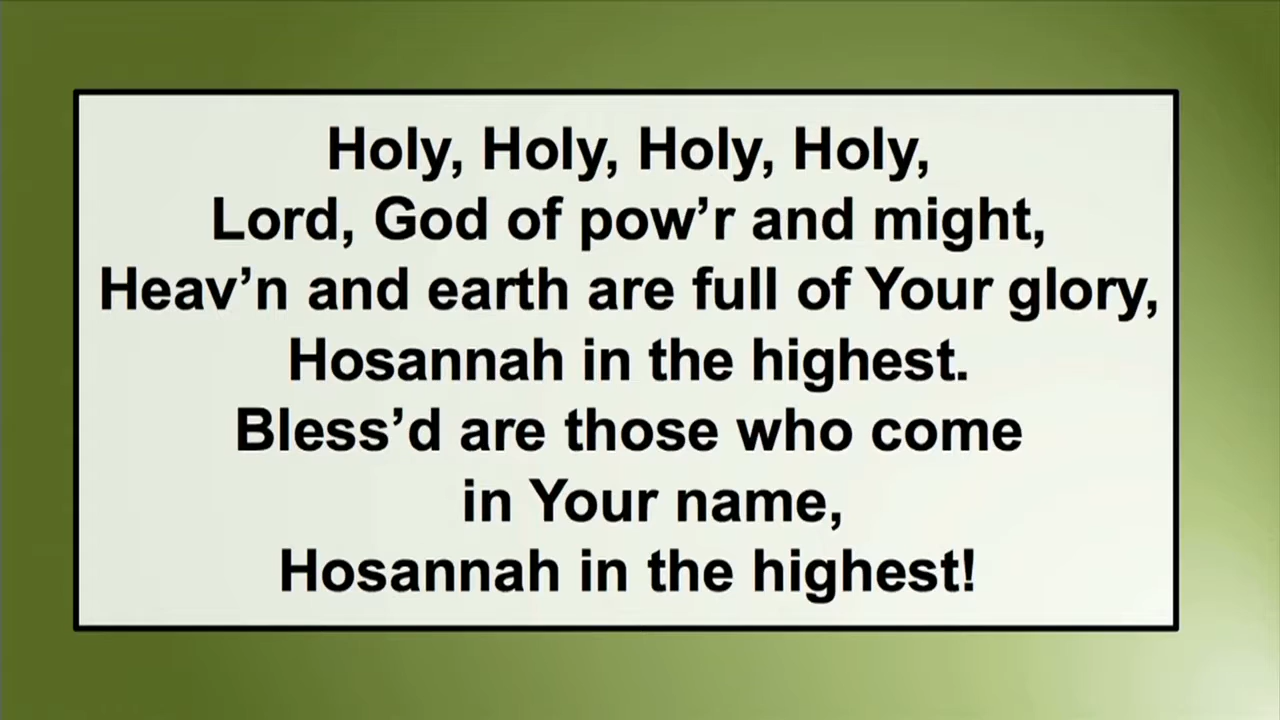 Holy, Holy, Holy, Holy,
Lord, God of pow’r and might,
Heav’n and earth are full of Your glory,
Hosannah in the highest.
Bless’d are those who come
in Your name,
Hosannah in the highest!